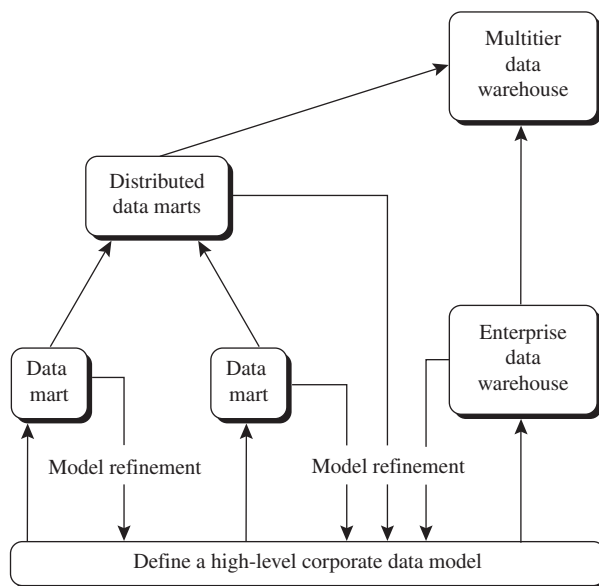 Multitier
data
warehouse
Distributed
data marts
Data
mart
Data
mart
Enterprise
data
warehouse
Model refinement
Model refinement
Define a high-level corporate data model